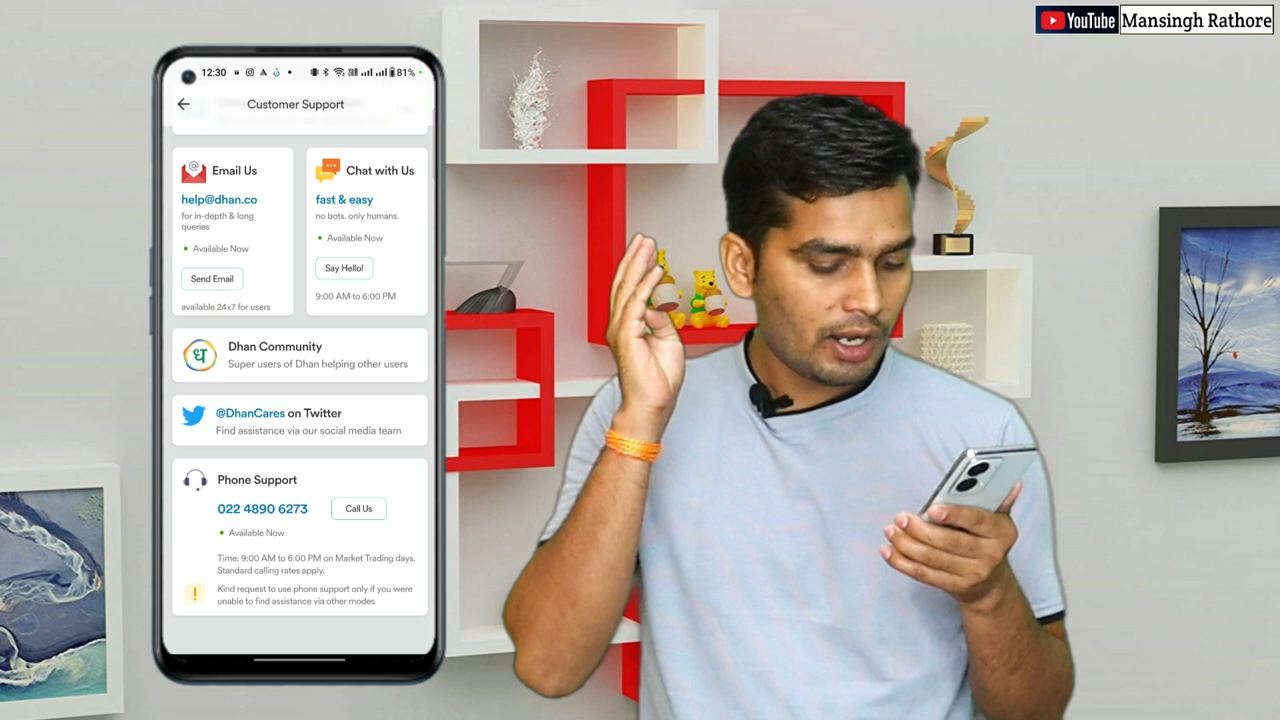 YouTube Mansingh Rathore
12:30 81%
Customer Support
Email Us
help@dhan.co
for in-depth & long
queries
Available Now
Send Email
available 24x7 for users
Chat with Us
fast & easy
no bots. only humans.
Available Now
Say Hello!
9:00 AM to 6:00 PM
ध
Dhan Community
Super users of Dhan helping other users
@DhanCares on Twitter
Find assistance via our social media team
Phone Support
022 4890 6273 Call Us
Available Now
Time: 9:00 AM to 6:00 PM on Market Trading days.
Standard calling rates apply.
! Kind request to use phone support only if you were
unable to find assistance via other modes